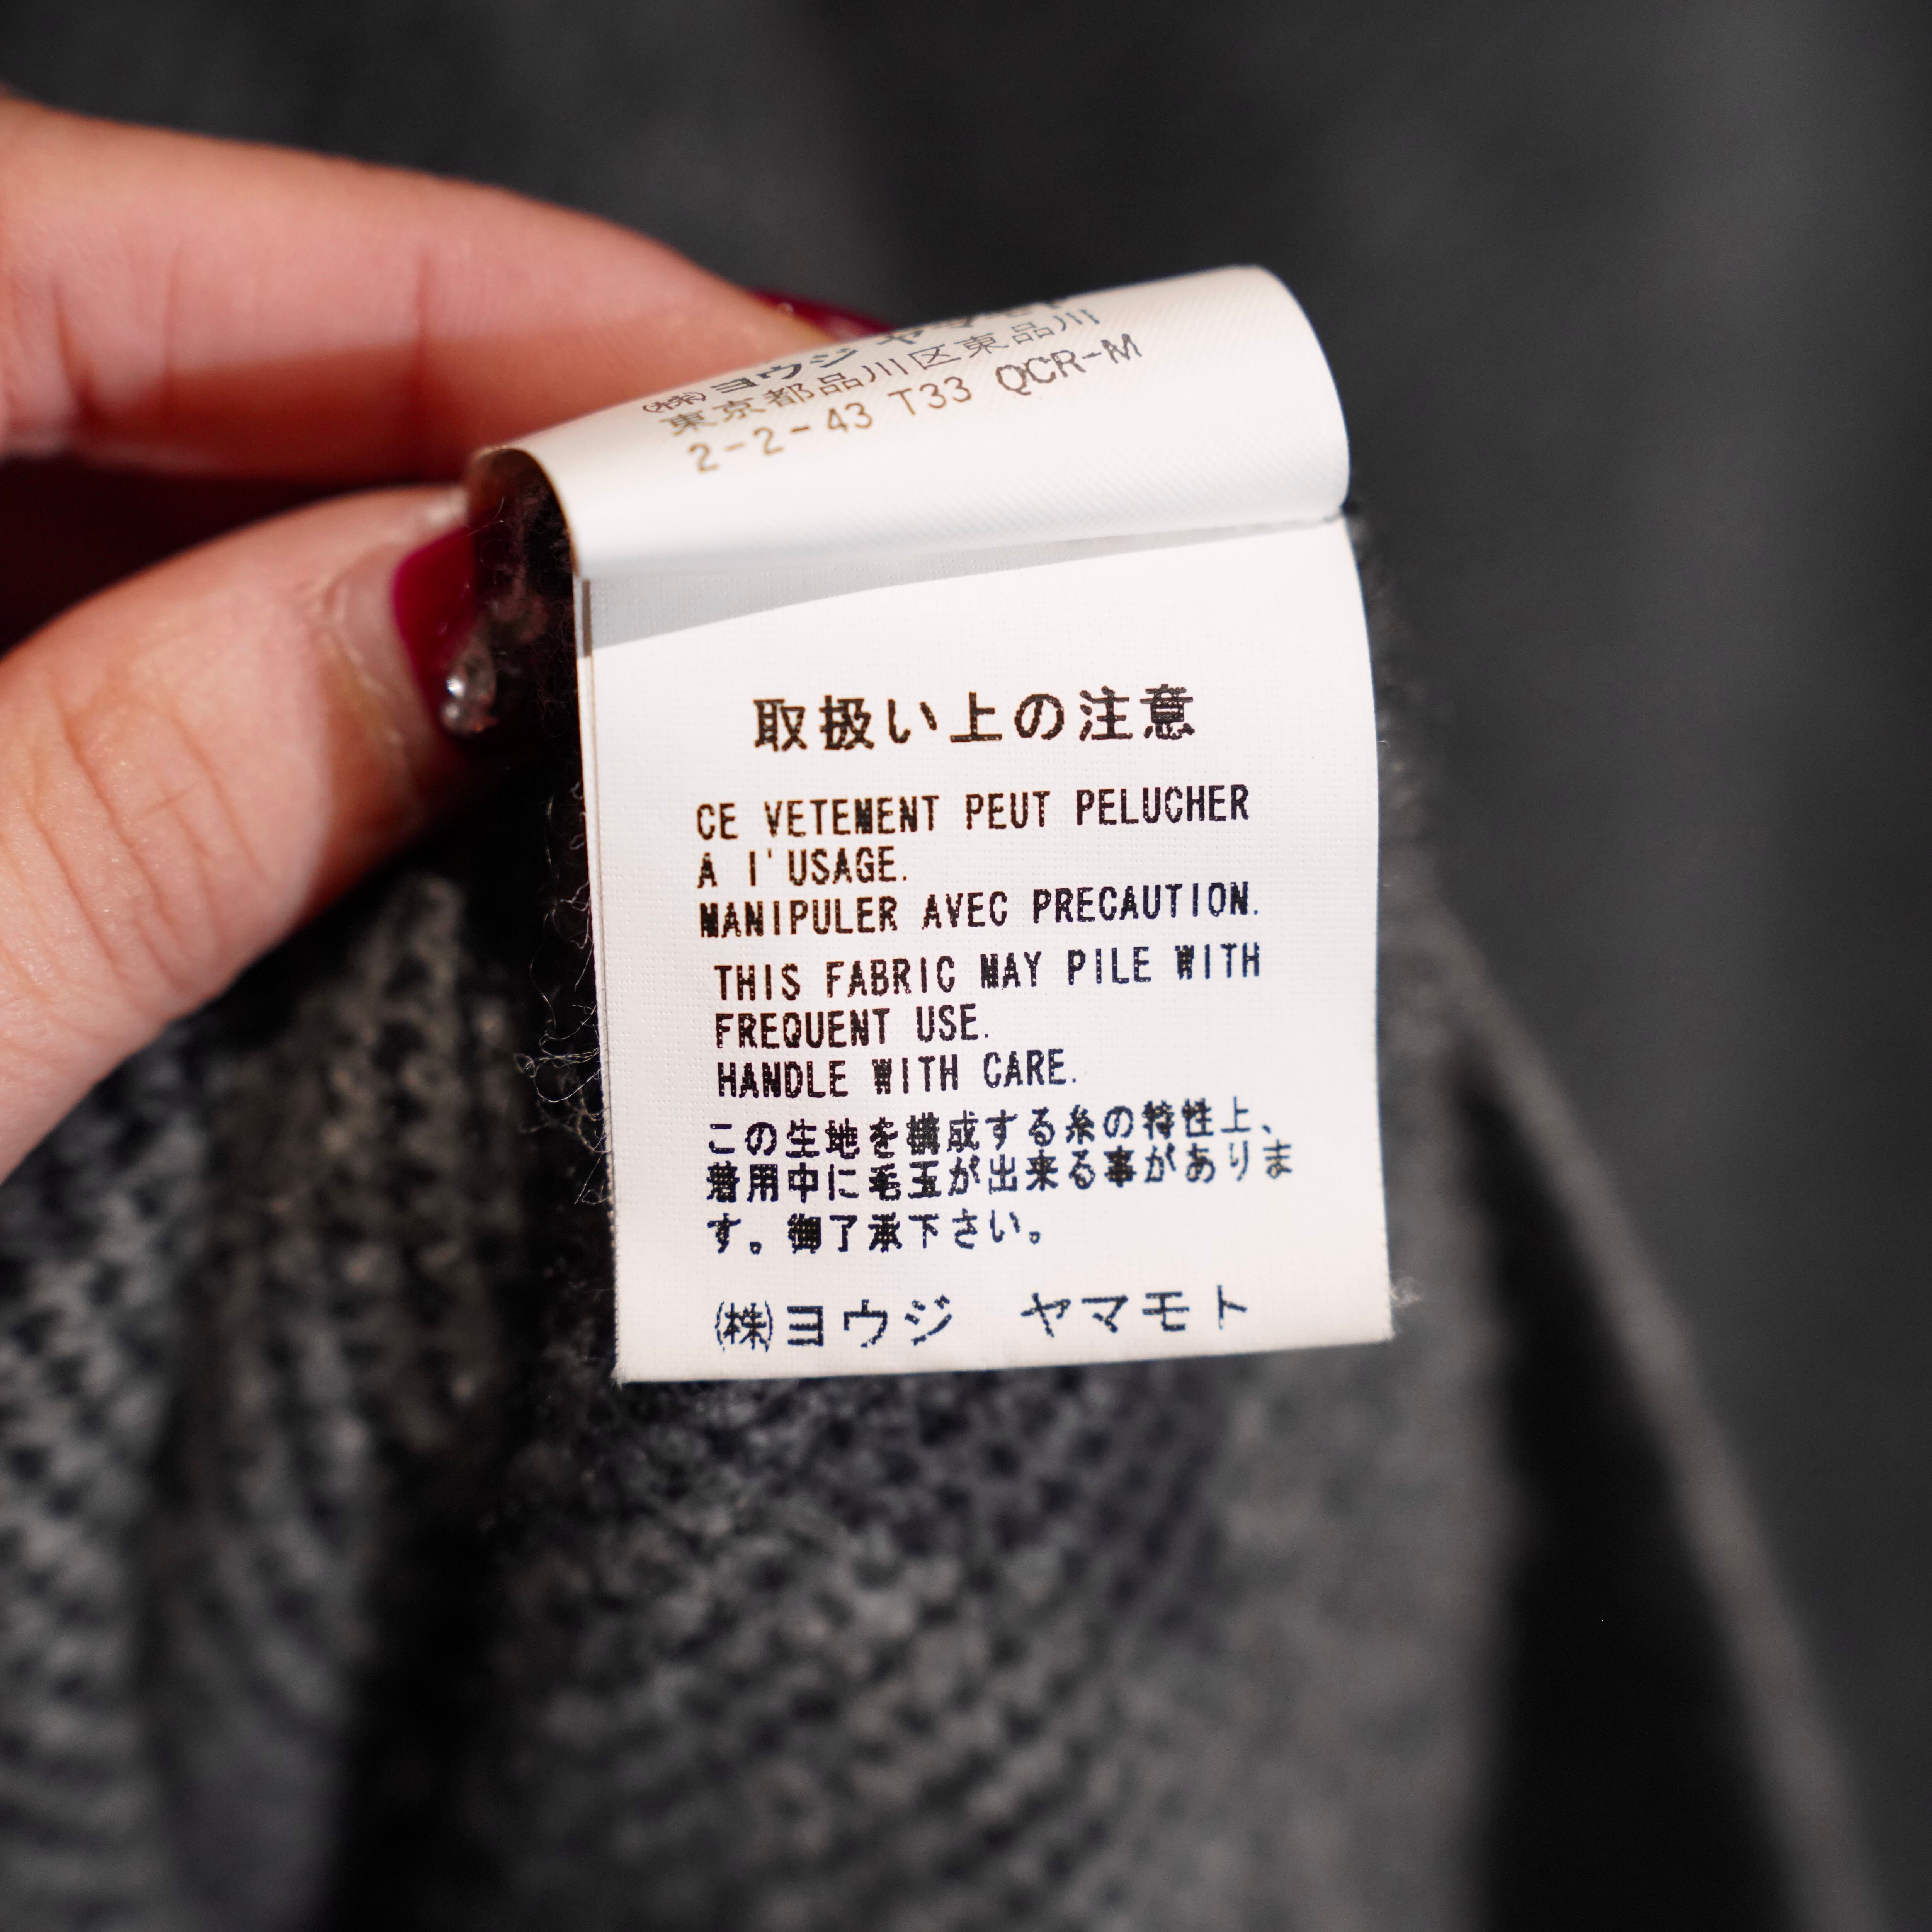 ㈱ヨウジ ヤマモト
東京都品川区東品川
2-2-43 T33 QCR-M
取扱い上の注意
CE VETEMENT PEUT PELUCHER
A l'USAGE.
MANIPULER AVEC PRECAUTION.
THIS FABRIC MAY PILE WITH
FREQUENT USE.
HANDLE WITH CARE.
この生地を構成する糸の特性上、
着用中に毛玉が出来る事がありま
す。御了承下さい。
㈱ヨウジ ヤマモト